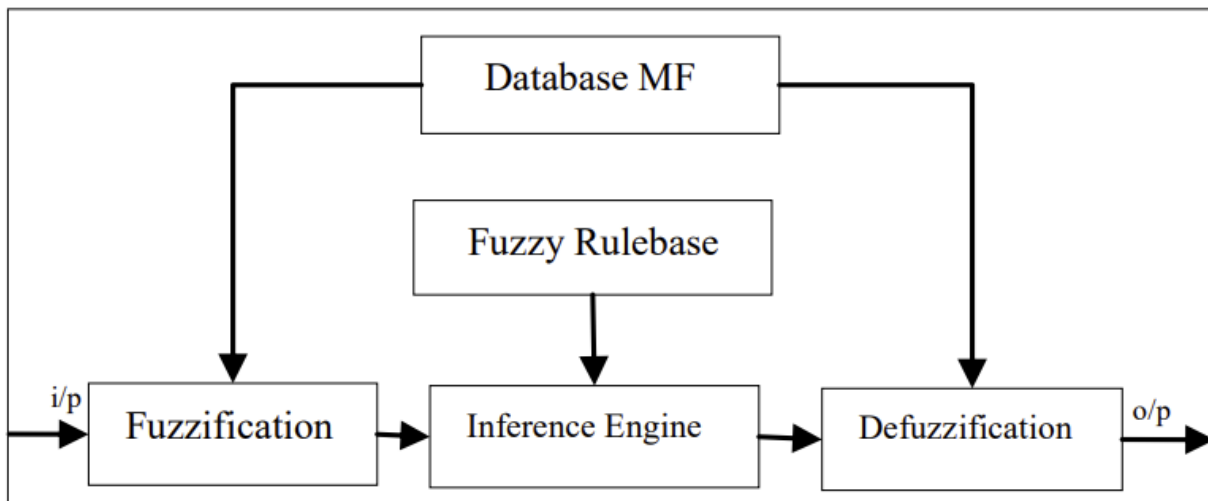 Database MF
Fuzzy Rulebase
i/p
Fuzzification
Inference Engine
Defuzzification
o/p